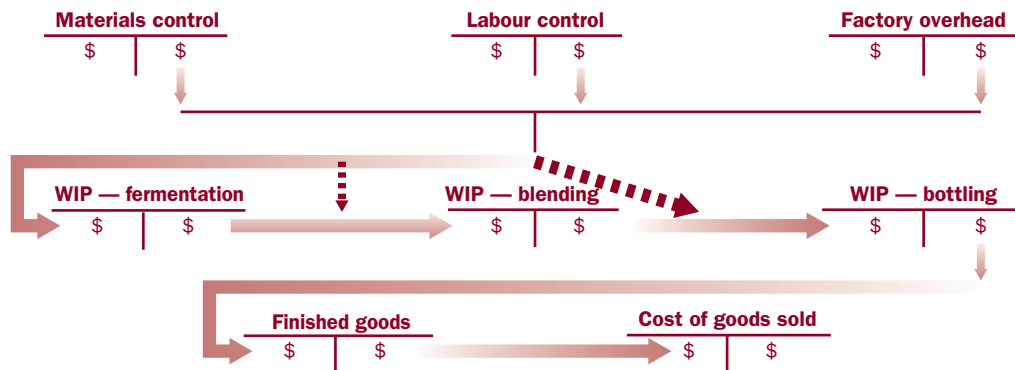 Materials control Labour control Factory overhead
$ $ $ $ $ $
WIP — fermentation WIP — blending WIP — bottling
$ $ $ $ $ $
Finished goods Cost of goods sold
$ $ $ $